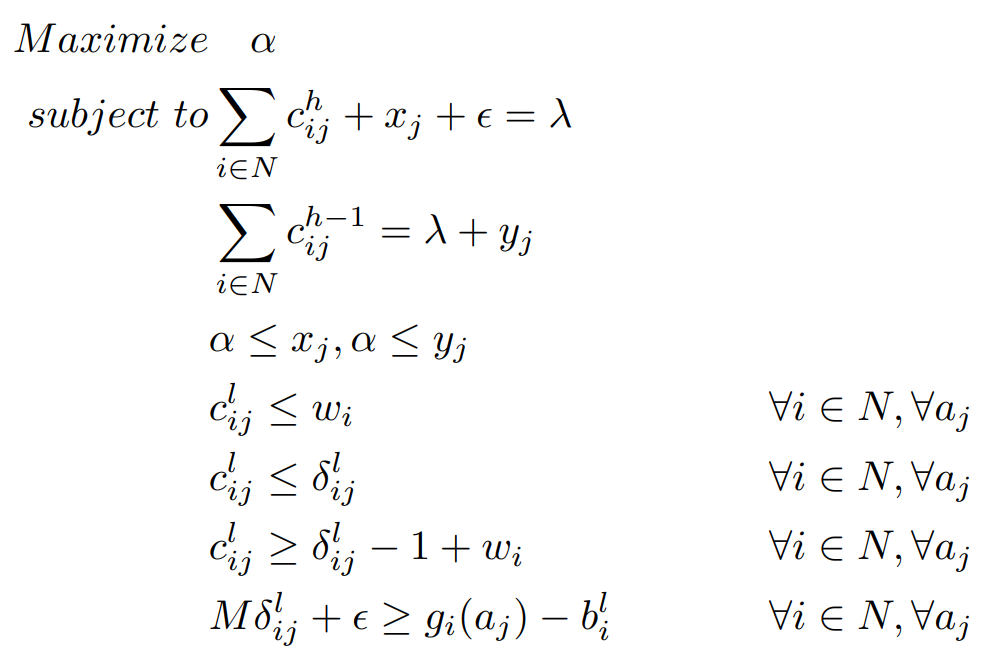 Maximize α
subject to ∑_{i∈N} c_{ij}^{h} + x_j + ϵ = λ
∑_{i∈N} c_{ij}^{h−1} = λ + y_j
α ≤ x_j, α ≤ y_j
c_{ij}^{l} ≤ w_i ∀i ∈ N, ∀a_j
c_{ij}^{l} ≤ δ_{ij}^{l} ∀i ∈ N, ∀a_j
c_{ij}^{l} ≥ δ_{ij}^{l} − 1 + w_i ∀i ∈ N, ∀a_j
Mδ_{ij}^{l} + ϵ ≥ g_i(a_j) − b_i^{l} ∀i ∈ N, ∀a_j